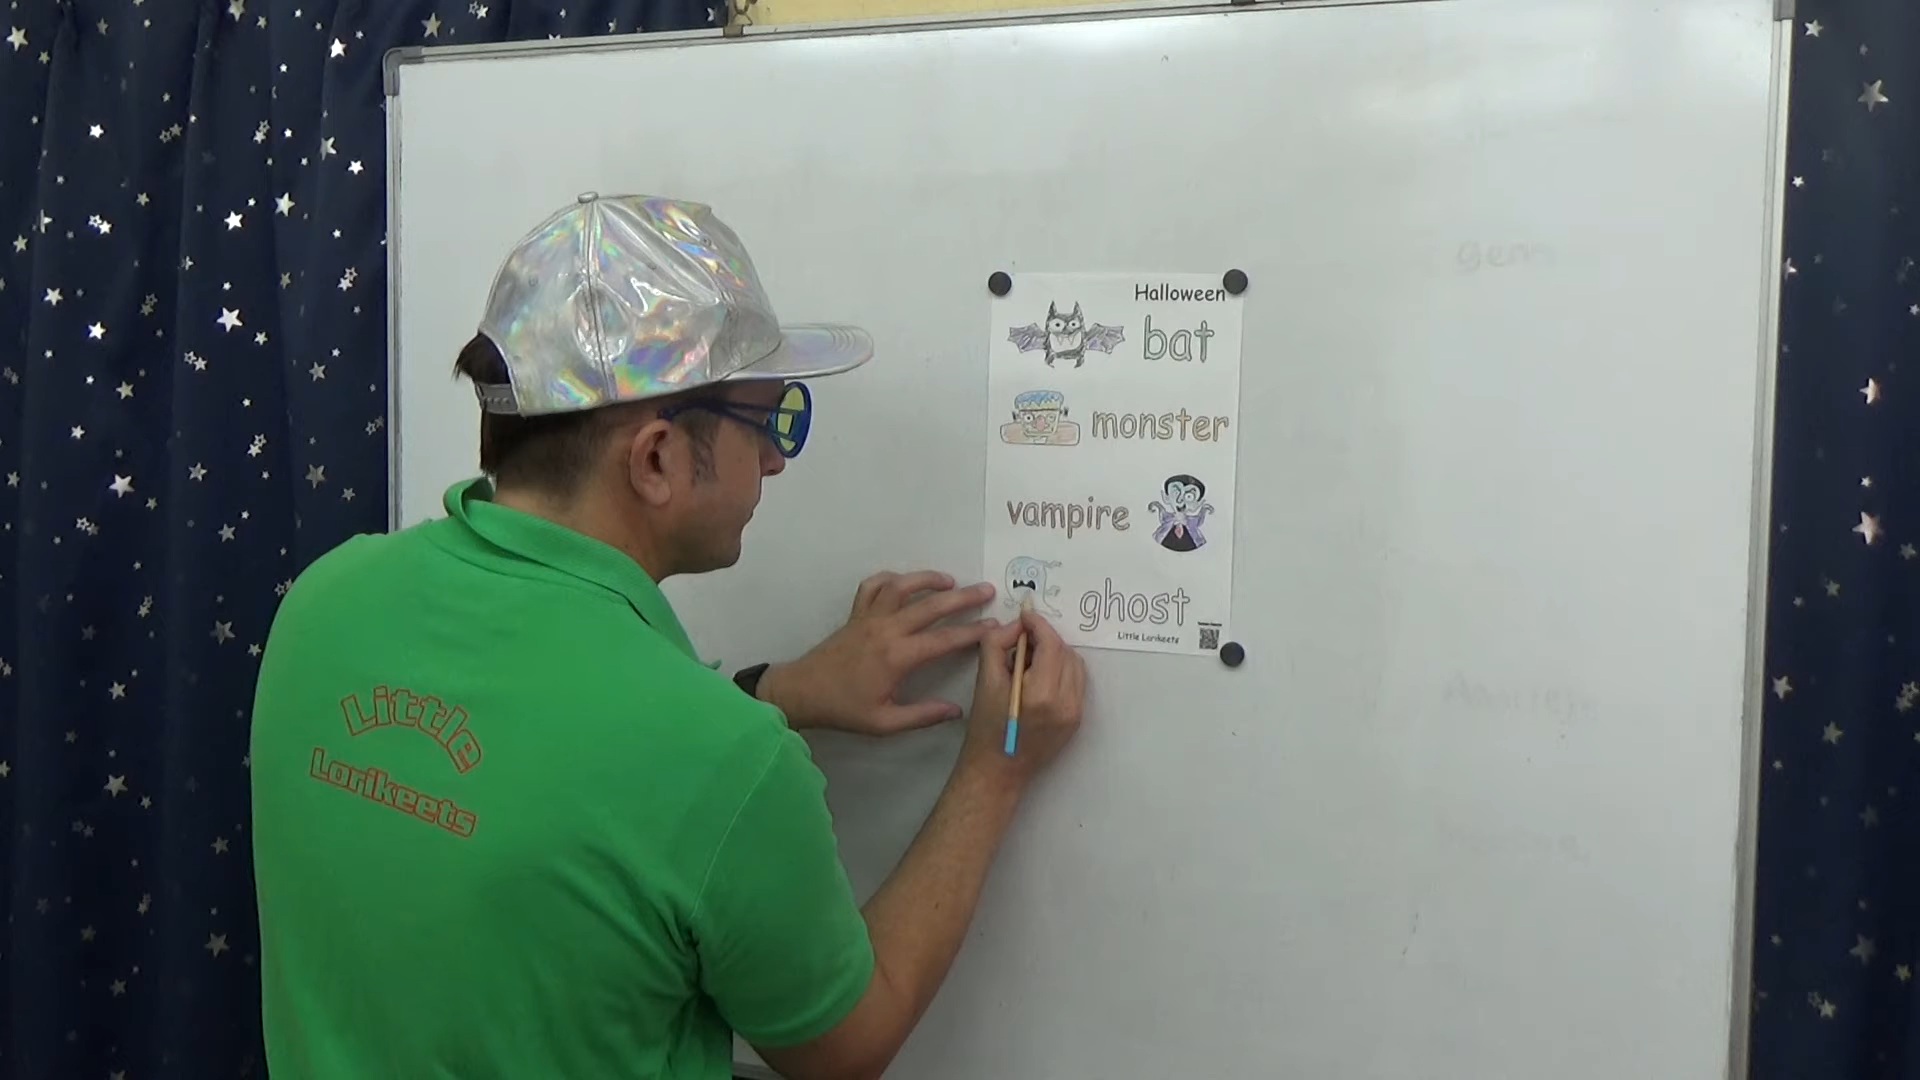 Halloween
bat
monster
vampire
ghost
Little Lorikeets
Little
Lorikeets